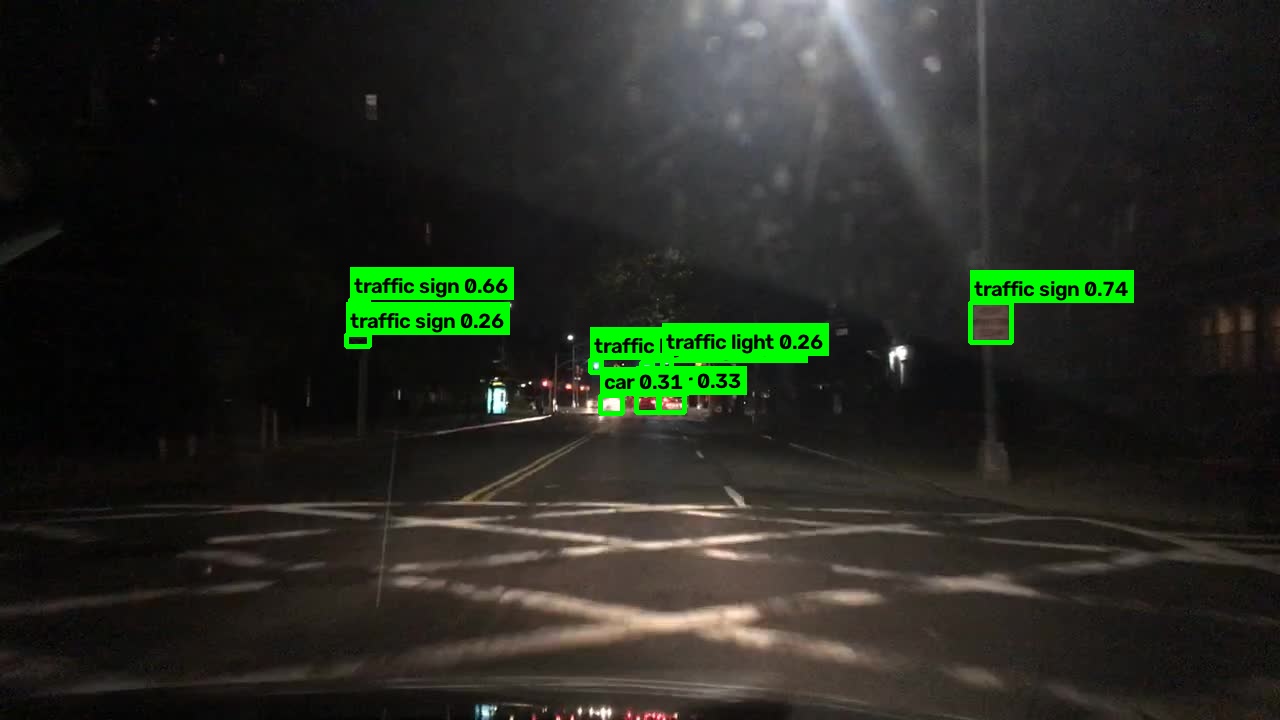 traffic sign 0.66
traffic sign 0.74
traffic sign 0.26
traffic
traffic light 0.26
car 0.31
0.33